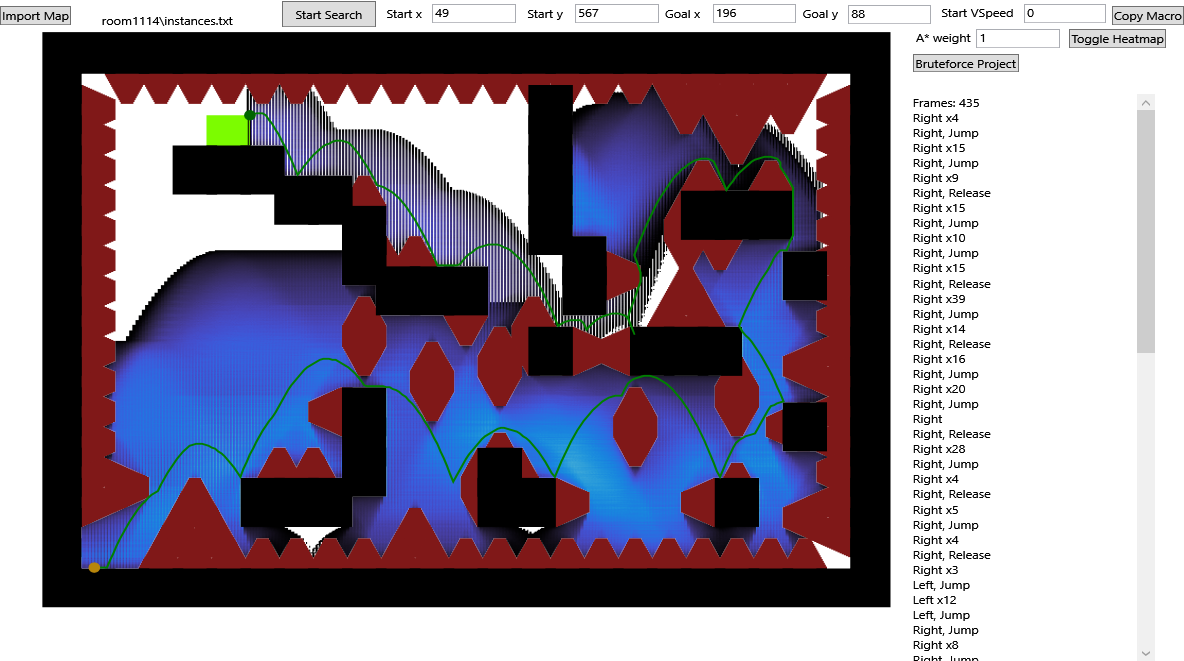 Import Map
room1114\instances.txt
Start Search
Start x 49
Start y 567
Goal x 196
Goal y 88
Start VSpeed 0
Copy Macro
A* weight 1
Toggle Heatmap
Bruteforce Project
Frames: 435
Right x4
Right, Jump
Right x15
Right, Jump
Right x9
Right, Release
Right x15
Right, Jump
Right x10
Right, Jump
Right x15
Right, Release
Right x39
Right, Jump
Right x14
Right, Release
Right x16
Right, Jump
Right x20
Right, Jump
Right
Right, Release
Right x28
Right, Jump
Right x4
Right, Release
Right x5
Right, Jump
Right x4
Right, Release
Right x3
Left, Jump
Left x12
Left, Jump
Right, Jump
Right x8
Right, Jump